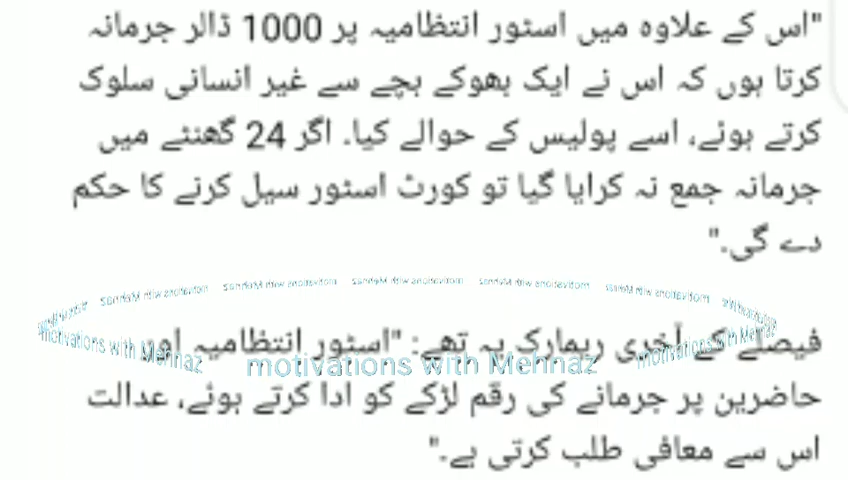 "اس کے علاوہ میں اسٹور انتظامیہ پر 1000 ڈالر جرمانہ
کرتا ہوں کہ اس نے ایک بھوکے بچے سے غیر انسانی سلوک
کرتے ہوئے، اسے پولیس کے حوالے کیا۔ اگر 24 گھنٹے میں
جرمانہ جمع نہ کرایا گیا تو کورٹ اسٹور سیل کرنے کا حکم
دے گی۔"
فیصلے کے آخری ریمارک یہ تھے: "اسٹور انتظامیہ اور
motivations with Mehnaz motivations with Mehnaz motivations with Mehnaz
حاضرین پر جرمانے کی رقم لڑکے کو ادا کرتے ہوئے، عدالت
اس سے معافی طلب کرتی ہے۔"